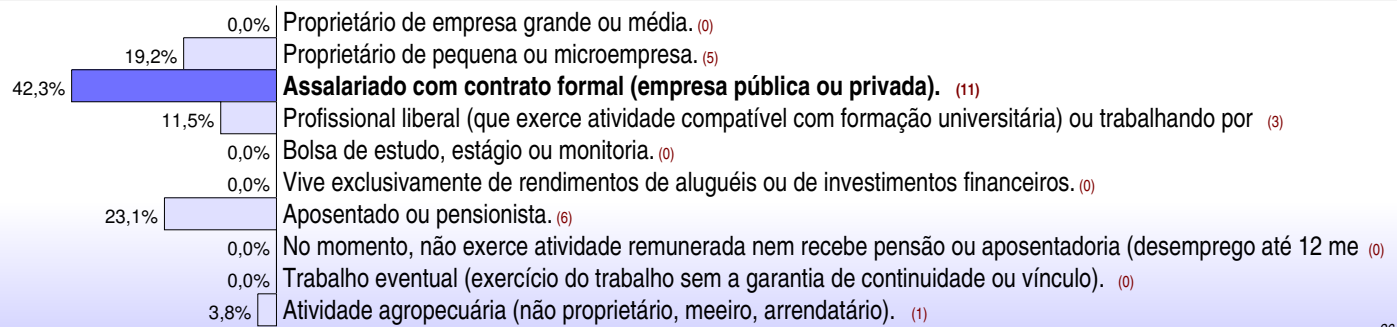 0,0% Proprietário de empresa grande ou média. (0)
19,2% Proprietário de pequena ou microempresa. (5)
42,3% Assalariado com contrato formal (empresa pública ou privada). (11)
11,5% Profissional liberal (que exerce atividade compatível com formação universitária) ou trabalhando por (3)
0,0% Bolsa de estudo, estágio ou monitoria. (0)
0,0% Vive exclusivamente de rendimentos de aluguéis ou de investimentos financeiros. (0)
23,1% Aposentado ou pensionista. (6)
0,0% No momento, não exerce atividade remunerada nem recebe pensão ou aposentadoria (desemprego até 12 me (0)
0,0% Trabalho eventual (exercício do trabalho sem a garantia de continuidade ou vínculo). (0)
3,8% Atividade agropecuária (não proprietário, meeiro, arrendatário). (1)